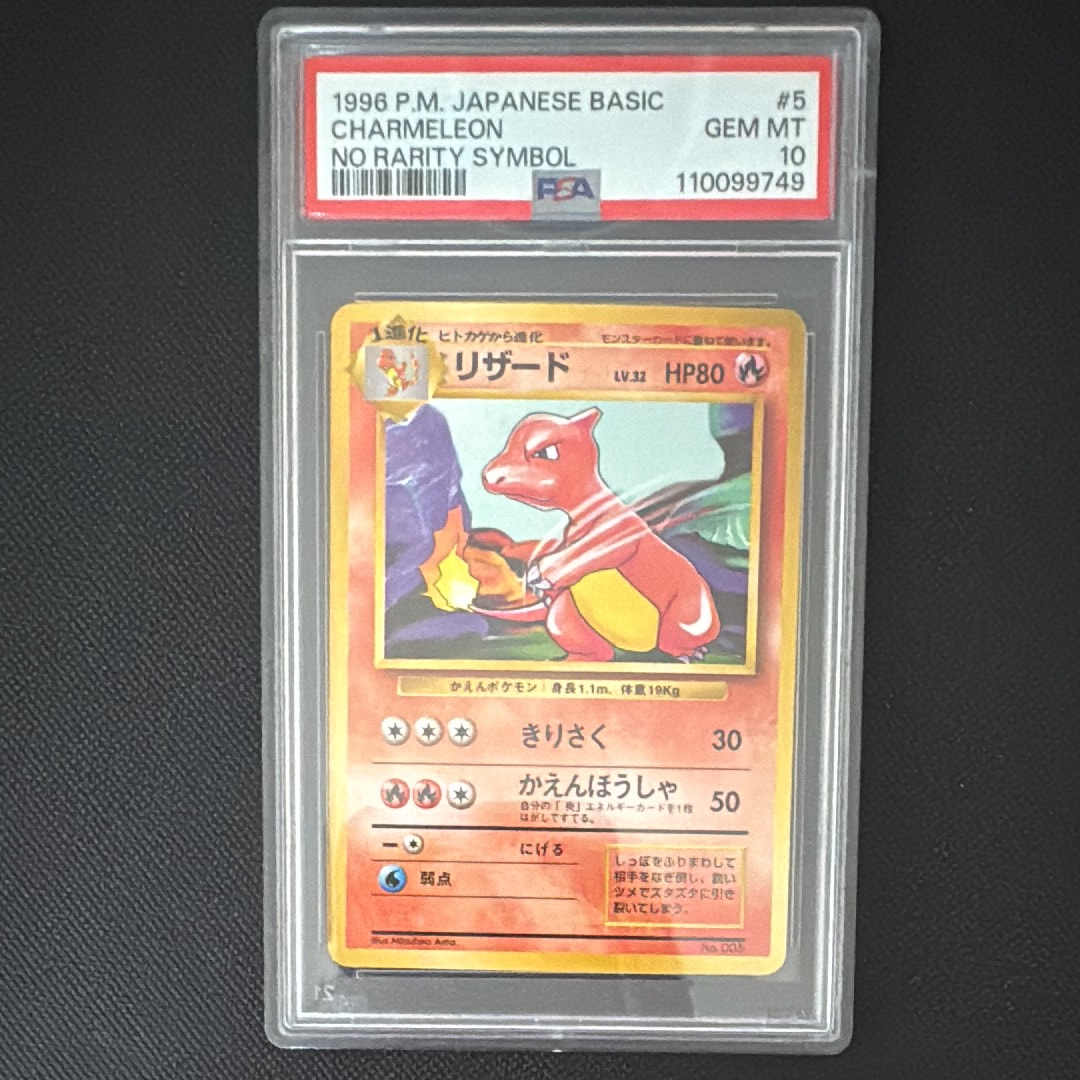 1996 P.M. JAPANESE BASIC #5
CHARMELEON GEM MT
NO RARITY SYMBOL 10
PSA 110099749
1進化 ヒトカゲから進化 モンスターカードに重ねて使います。
リザード LV.32 HP80
かえんポケモン 身長1.1m. 体重19Kg
きりさく 30
かえんほうしゃ 50
自分の「炎」エネルギーカードを1枚
はがしてすてる。
にげる
弱点
しっぽをふりまわして
相手をなぎ倒し、鋭い
ツメでズタズタに引き
裂いてしまう。
Illus. Mitsuhiro Arita No.005